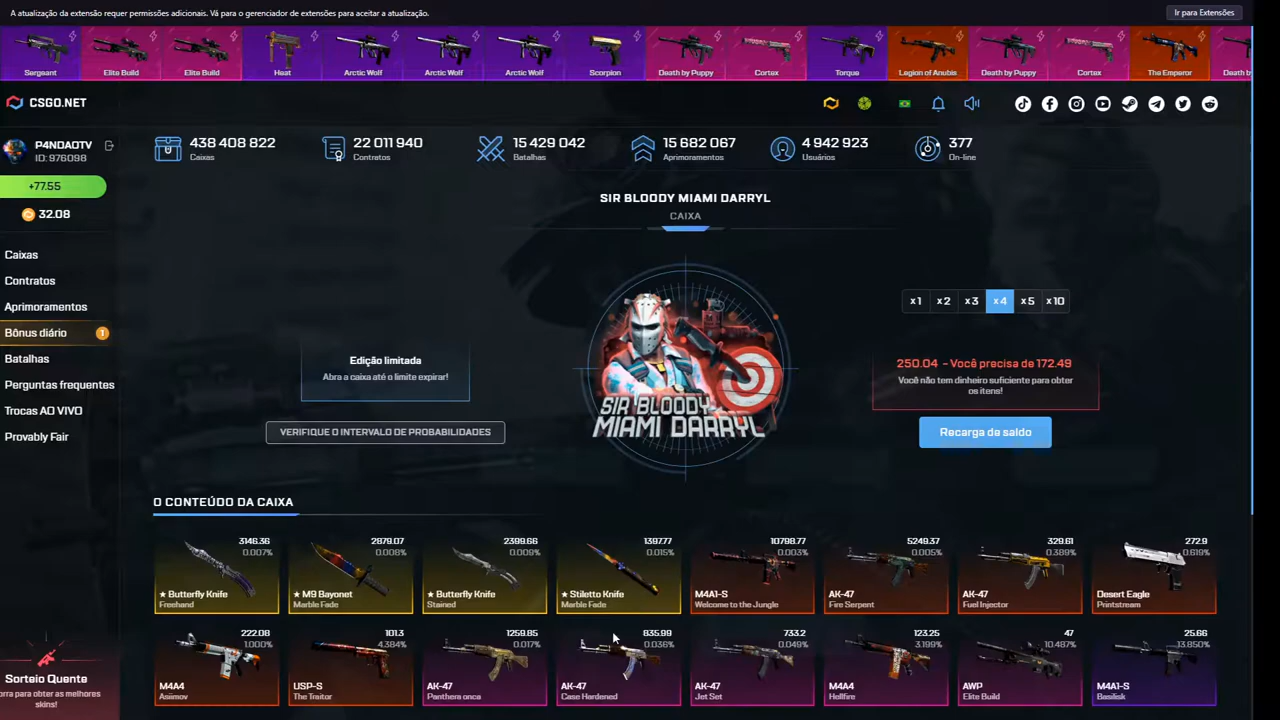 A atualização da extensão requer permissões adicionais. Vá para o gerenciador de extensões para aceitar a atualização.
Ir para Extensões
Sergeant
Elite Build
Elite Build
Heat
Arctic Wolf
Arctic Wolf
Arctic Wolf
Scorpion
Death by Puppy
Cortex
Torque
Legion of Anubis
Death by Puppy
Cortex
The Emperor
Death b
CSGO.NET
P4NDAOTV
ID: 976098
+77.55
32.08
438 408 822
Caixas
22 011 940
Contratos
15 429 042
Batalhas
15 682 067
Aprimoramentos
4 942 923
Usuários
377
On-line
Caixas
Contratos
Aprimoramentos
Bônus diário
1
Batalhas
Perguntas frequentes
Trocas AO VIVO
Provably Fair
Sorteio Quente
orra para obter as melhores
skins!
SIR BLOODY MIAMI DARRYL
CAIXA
Edição limitada
Abra a caixa até o limite expirar!
VERIFIQUE O INTERVALO DE PROBABILIDADES
SIR BLOODY
MIAMI DARRYL
x1 x2 x3 x4 x5 x10
250.04 - Você precisa de 172.49
Você não tem dinheiro suficiente para obter
os itens!
Recarga de saldo
O CONTEÚDO DA CAIXA
3146.36
0.007%
★ Butterfly Knife
Freehand
2879.07
0.008%
★ M9 Bayonet
Marble Fade
2399.66
0.009%
★ Butterfly Knife
Stained
1397.77
0.015%
★ Stiletto Knife
Marble Fade
10798.77
0.003%
M4A1-S
Welcome to the Jungle
5249.37
0.005%
AK-47
Fire Serpent
329.61
0.389%
AK-47
Fuel Injector
272.9
0.619%
Desert Eagle
Printstream
222.08
1.000%
M4A4
Asiimov
101.3
4.384%
USP-S
The Traitor
1259.85
0.017%
AK-47
Panthera onca
835.99
0.036%
AK-47
Case Hardened
733.2
0.049%
AK-47
Jet Set
123.25
3.199%
M4A4
Hellfire
47
10.487%
AWP
Elite Build
25.66
13.850%
M4A1-S
Basilisk